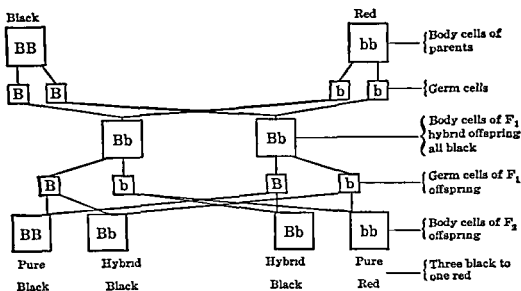 Black
Red
BB
bb
Body cells of
parents
B
B
b
b
Germ cells
Bb
Bb
Body cells of F1
hybrid offspring
all black
B
b
B
b
Germ cells of F1
offspring
BB
Bb
Bb
bb
Body cells of F2
offspring
Pure
Hybrid
Hybrid
Pure
Three black to
one red
Black
Black
Black
Red